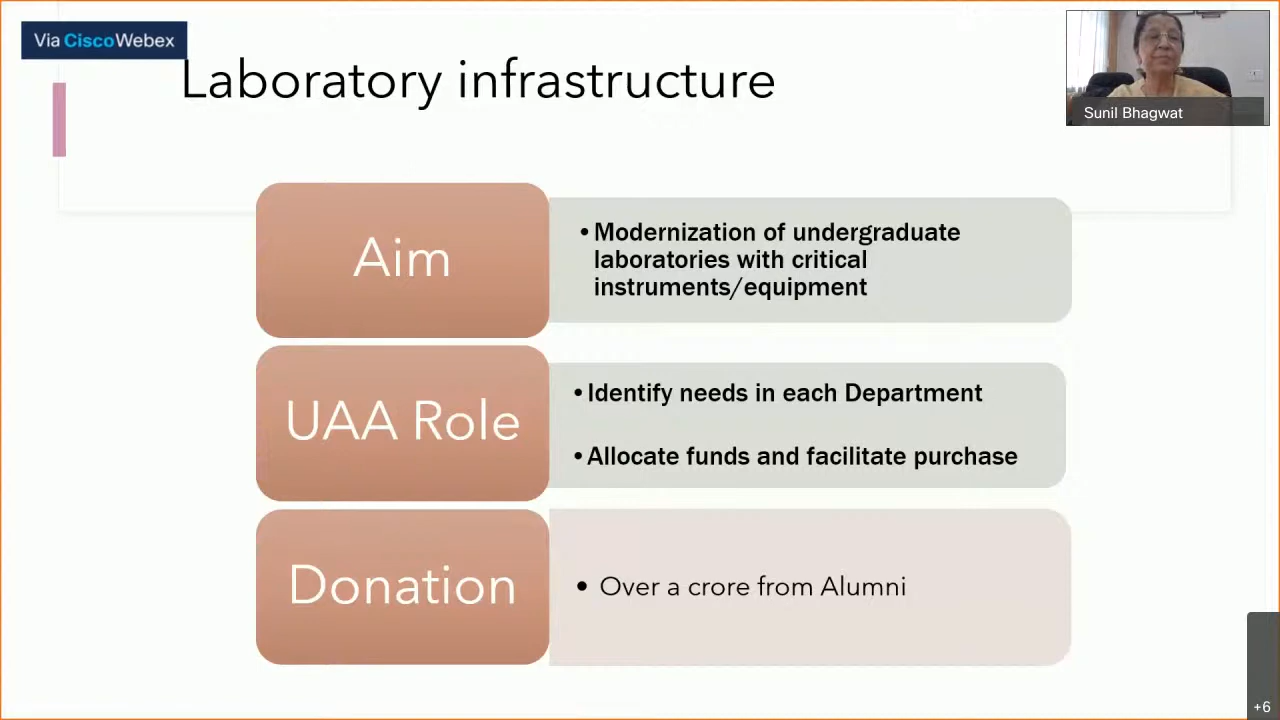 Via CiscoWebex
Laboratory infrastructure
Sunil Bhagwat
Aim
•Modernization of undergraduate
laboratories with critical
instruments/equipment
UAA Role
•Identify needs in each Department
•Allocate funds and facilitate purchase
Donation
• Over a crore from Alumni
+6